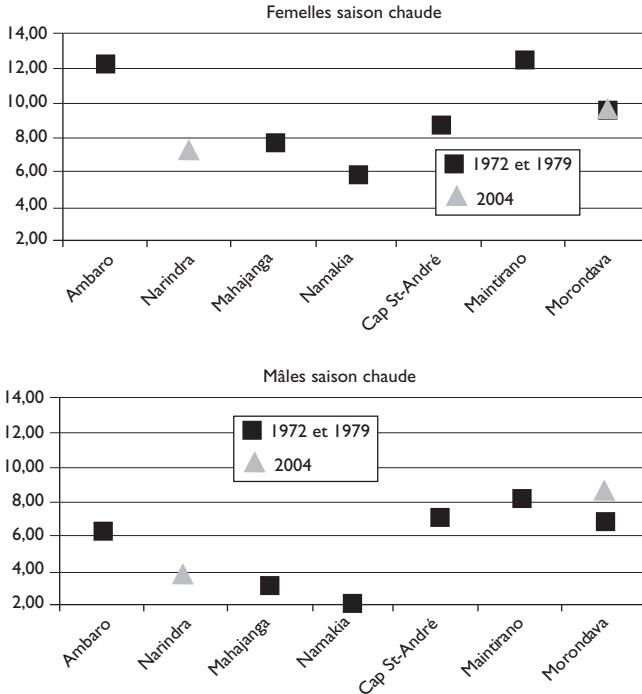 Femelles saison chaude
14,00
12,00
10,00
8,00
6,00
4,00
2,00
1972 et 1979
2004
Ambaro
Narindra
Mahajanga
Namakia
Cap St-André
Maintirano
Morondava
Mâles saison chaude
14,00
12,00
10,00
8,00
6,00
4,00
2,00
1972 et 1979
2004
Ambaro
Narindra
Mahajanga
Namakia
Cap St-André
Maintirano
Morondava